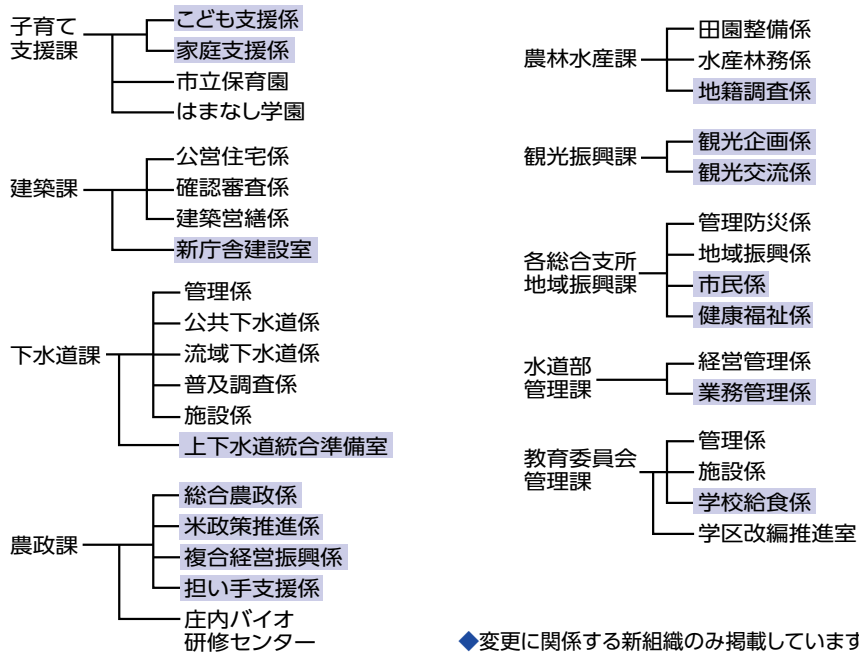 子育て
支援課
こども支援係
家庭支援係
市立保育園
はまなし学園
建築課
公営住宅係
確認審査係
建築営繕係
新庁舎建設室
下水道課
管理係
公共下水道係
流域下水道係
普及調査係
施設係
上下水道統合準備室
農政課
総合農政係
米政策推進係
複合経営振興係
担い手支援係
庄内バイオ
研修センター
農林水産課
田園整備係
水産林務係
地籍調査係
観光振興課
観光企画係
観光交流係
各総合支所
地域振興課
管理防災係
地域振興係
市民係
健康福祉係
水道部
管理課
経営管理係
業務管理係
教育委員会
管理課
管理係
施設係
学校給食係
学区改編推進室
◆変更に関係する新組織のみ掲載しています